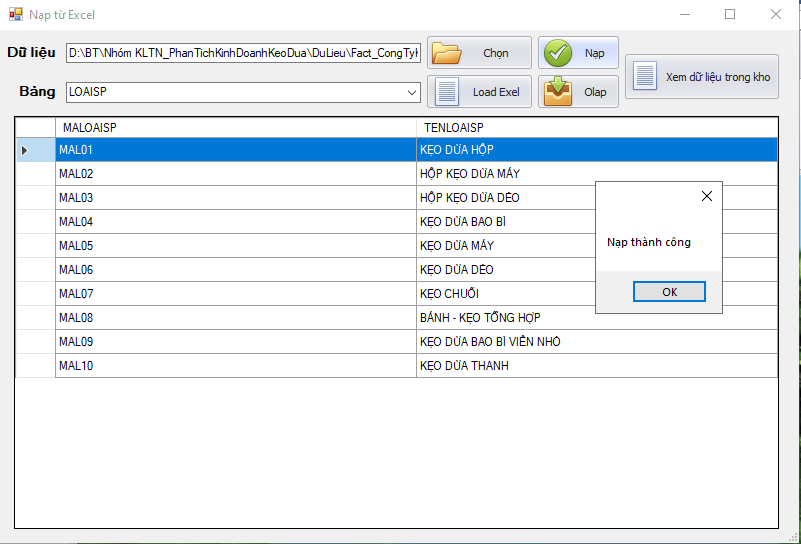 Nạp từ Excel
Dữ liệu D:\BT\Nhóm KLTN_PhanTichKinhDoanhKeoDua\DuLieu\Fact_CongTyK Chọn Nạp
Xem dữ liệu trong kho
Bảng LOAISP Load Exel Olap
MALOAISP TENLOAISP
MAL01 KẸO DỪA HỘP
MAL02 HỘP KẸO DỪA MÁY
MAL03 HỘP KẸO DỪA DẺO
MAL04 KẸO DỪA BAO BÌ
MAL05 KẸO DỪA MÁY
MAL06 KẸO DỪA DẺO
MAL07 KẸO CHUỐI
MAL08 BÁNH - KẸO TỔNG HỢP
MAL09 KẸO DỪA BAO BÌ VIÊN NHỎ
MAL10 KẸO DỪA THANH
Nạp thành công
OK